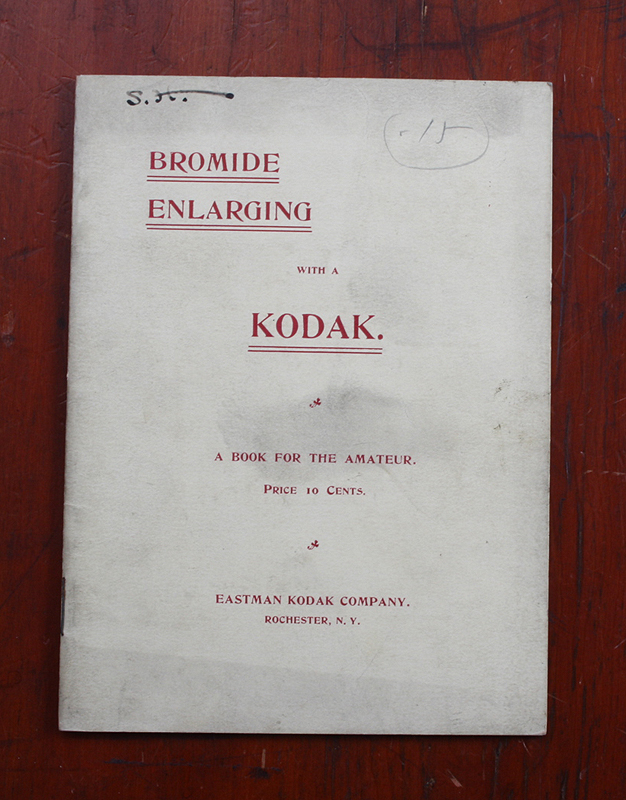 S.K.
BROMIDE
ENLARGING
WITH A
KODAK.
A BOOK FOR THE AMATEUR.
PRICE 10 CENTS.
EASTMAN KODAK COMPANY.
ROCHESTER, N. Y.